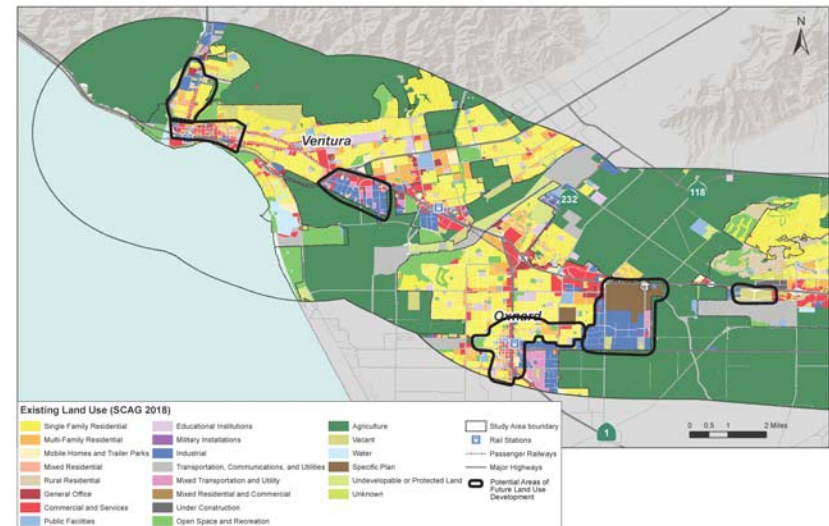 N
Ventura
232
118
Oxnard
1
0 0.5 1 2 Miles
Existing Land Use (SCAG 2018)
Single Family Residential
Multi-Family Residential
Mobile Homes and Trailer Parks
Mixed Residential
Rural Residential
General Office
Commercial and Services
Public Facilities
Educational Institutions
Military Installations
Industrial
Transportation, Communications, and Utilities
Mixed Transportation and Utility
Mixed Residential and Commercial
Under Construction
Open Space and Recreation
Agriculture
Vacant
Water
Specific Plan
Undevelopable or Protected Land
Unknown
Study Area boundary
Rail Stations
Passenger Railways
Major Highways
Potential Areas of
Future Land Use
Development